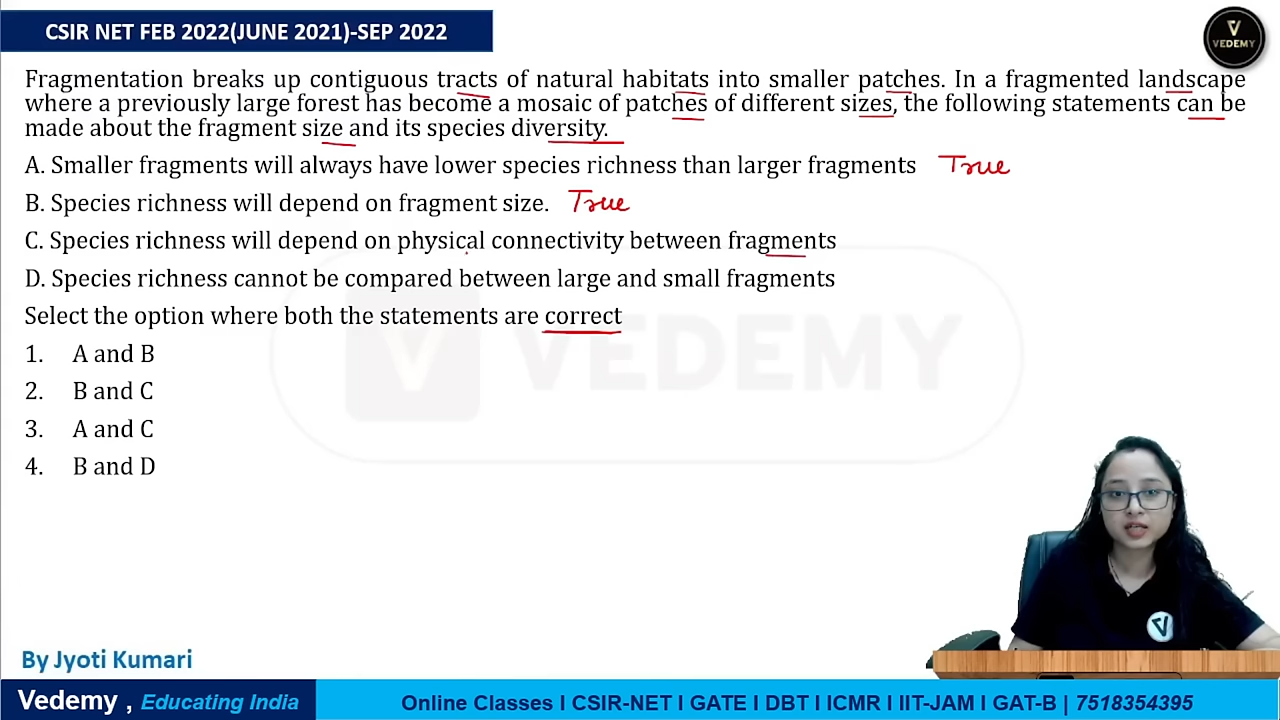 CSIR NET FEB 2022(JUNE 2021)-SEP 2022
V
VEDEMY
Fragmentation breaks up contiguous tracts of natural habitats into smaller patches. In a fragmented landscape
where a previously large forest has become a mosaic of patches of different sizes, the following statements can be
made about the fragment size and its species diversity.
A. Smaller fragments will always have lower species richness than larger fragments True
B. Species richness will depend on fragment size. True
C. Species richness will depend on physical connectivity between fragments
D. Species richness cannot be compared between large and small fragments
Select the option where both the statements are correct
1. A and B
2. B and C
3. A and C
4. B and D
VEDEMY
V
By Jyoti Kumari
Vedemy , Educating India
Online Classes I CSIR-NET I GATE I DBT I ICMR I IIT-JAM I GAT-B | 7518354395